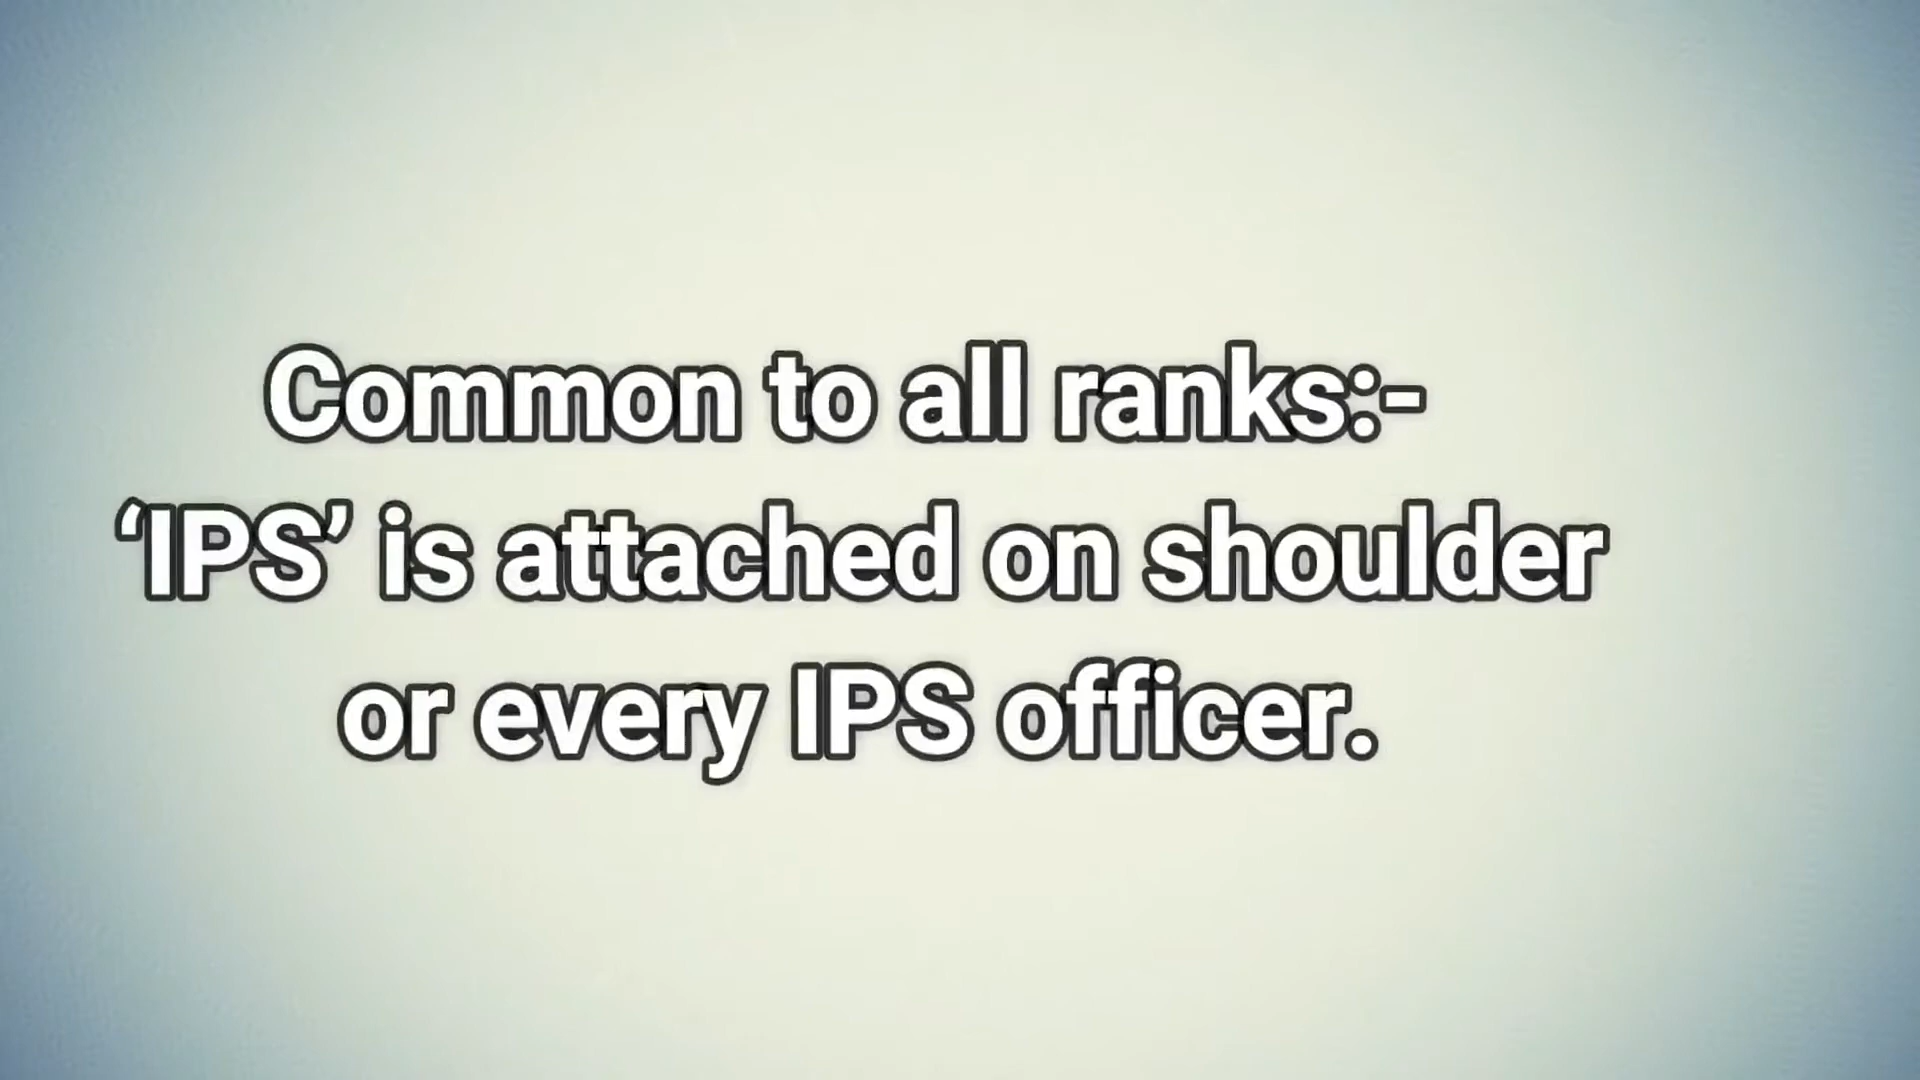 Common to all ranks:-
‘IPS’ is attached on shoulder
or every IPS officer.